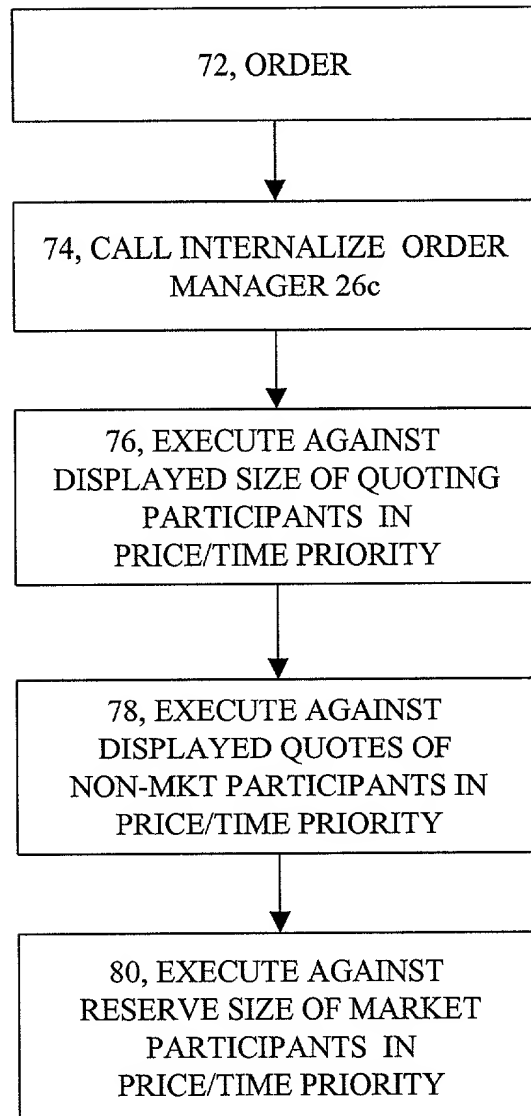 72, ORDER
74, CALL INTERNALIZE ORDER
MANAGER 26c
76, EXECUTE AGAINST
DISPLAYED SIZE OF QUOTING
PARTICIPANTS IN
PRICE/TIME PRIORITY
78, EXECUTE AGAINST
DISPLAYED QUOTES OF
NON-MKT PARTICIPANTS IN
PRICE/TIME PRIORITY
80, EXECUTE AGAINST
RESERVE SIZE OF MARKET
PARTICIPANTS IN
PRICE/TIME PRIORITY